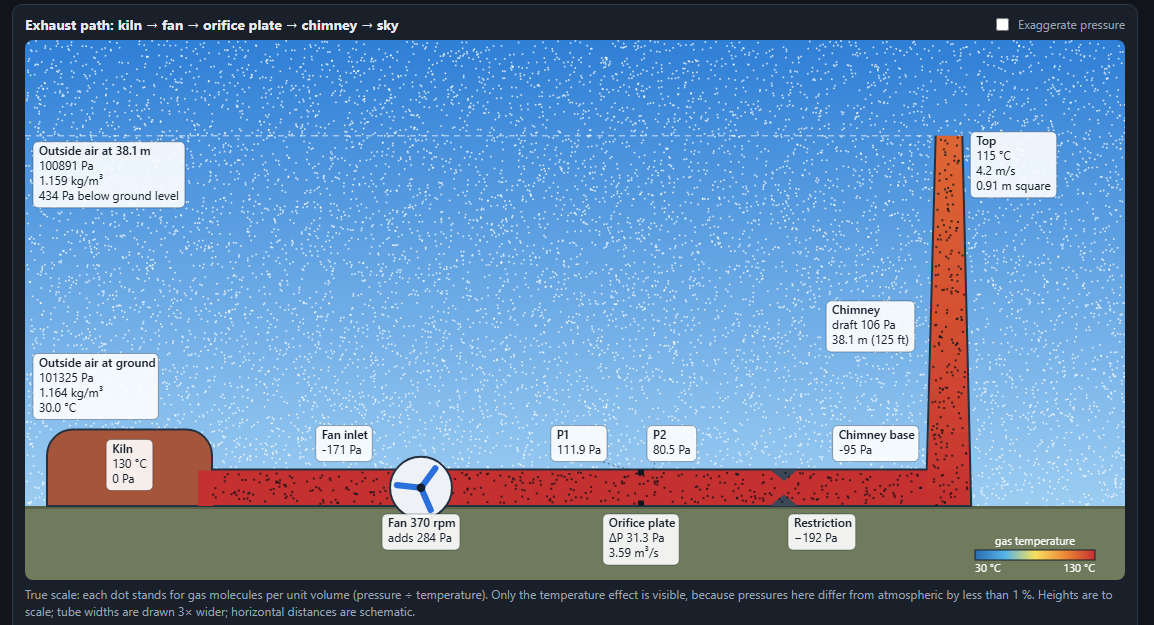 Exhaust path: kiln → fan → orifice plate → chimney → sky
Exaggerate pressure
Outside air at 38.1 m
100891 Pa
1.159 kg/m³
434 Pa below ground level
Top
115 °C
4.2 m/s
0.91 m square
Chimney
draft 106 Pa
38.1 m (125 ft)
Outside air at ground
101325 Pa
1.164 kg/m³
30.0 °C
Kiln
130 °C
0 Pa
Fan inlet
-171 Pa
P1
111.9 Pa
P2
80.5 Pa
Chimney base
-95 Pa
Fan 370 rpm
adds 284 Pa
Orifice plate
ΔP 31.3 Pa
3.59 m³/s
Restriction
−192 Pa
gas temperature
30 °C
130 °C
True scale: each dot stands for gas molecules per unit volume (pressure ÷ temperature). Only the temperature effect is visible, because pressures here differ from atmospheric by less than 1 %. Heights are to
scale; tube widths are drawn 3× wider; horizontal distances are schematic.